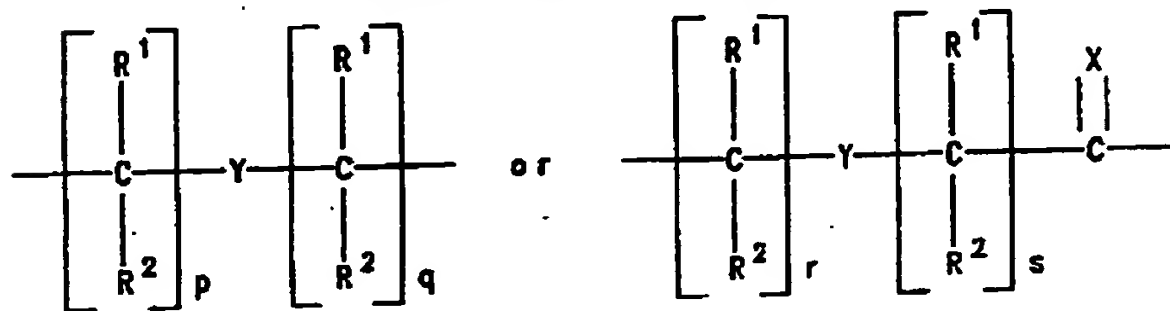 R¹ R¹ R¹ R¹ X
C Y C or C Y C C
R² p R² q R² r R² s